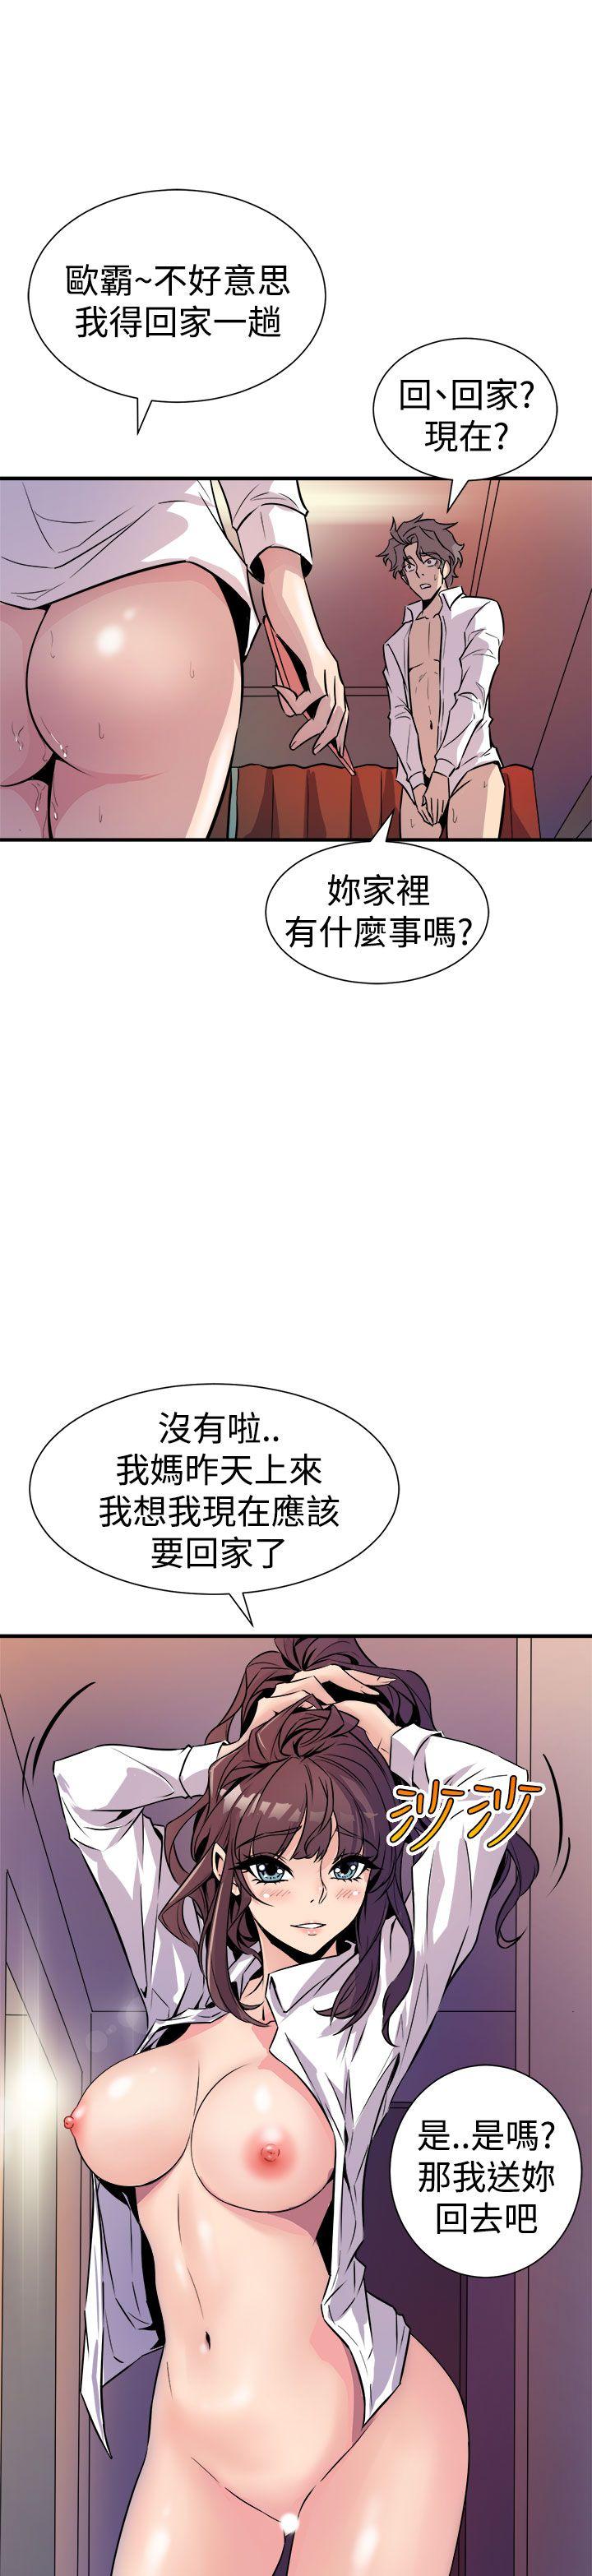 歐霸~不好意思
我得回家一趟
回、回家?
現在?
妳家裡
有什麼事嗎?
沒有啦..
我媽昨天上來
我想我現在應該
要回家了
沙沙
是..是嗎?
那我送妳
回去吧